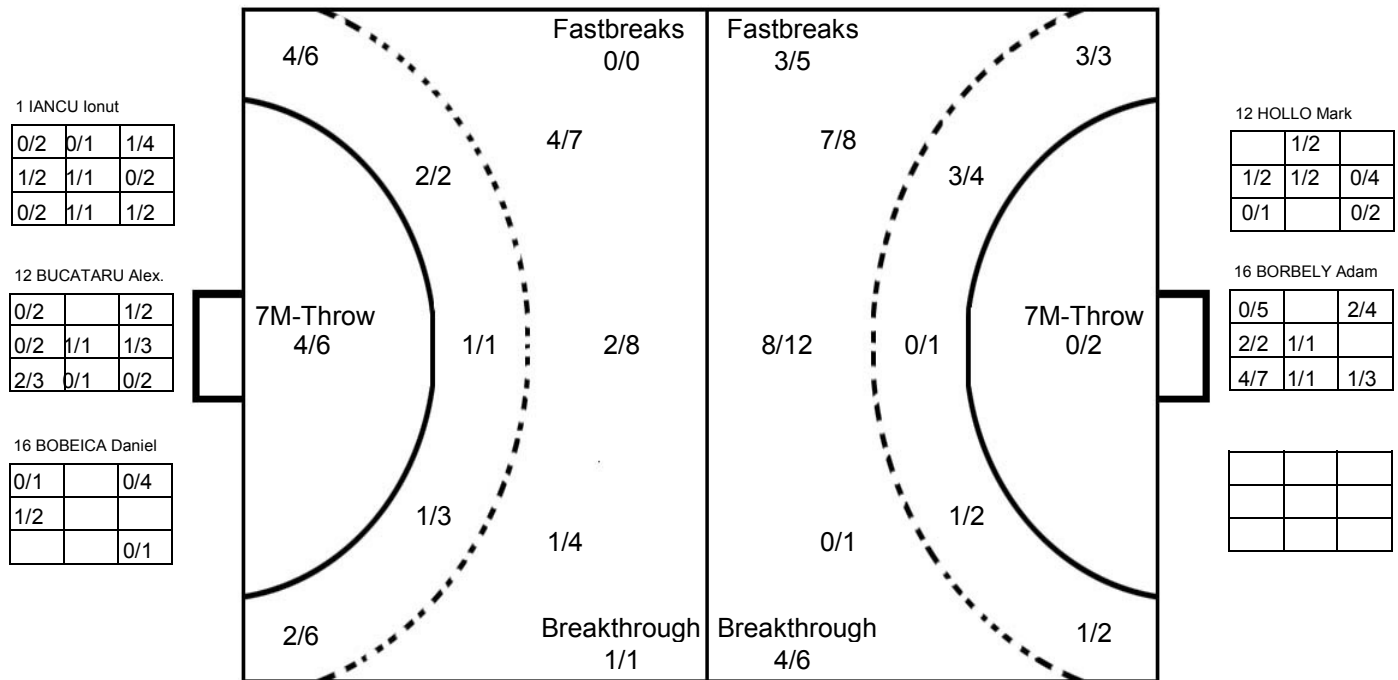 Fastbreaks Fastbreaks
0/0 3/5
4/6 3/3
1 IANCU Ionut
0/2 0/1 1/4
1/2 1/1 0/2
0/2 1/1 1/2
12 HOLLO Mark
1/2
1/2 1/2 0/4
0/1 0/2
4/7 7/8
2/2 3/4
12 BUCATARU Alex.
0/2 1/2
0/2 1/1 1/3
2/3 0/1 0/2
16 BORBELY Adam
0/5 2/4
2/2 1/1
4/7 1/1 1/3
7M-Throw 7M-Throw
4/6 1/1 2/8 8/12 0/1 0/2
16 BOBEICA Daniel
0/1 0/4
1/2
0/1
1/3 1/2
1/4 0/1
2/6 1/2
Breakthrough Breakthrough
1/1 4/6